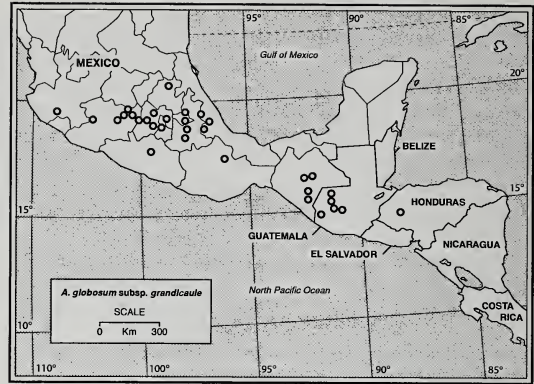 95°
90°
85°
Gulf of Mexico
MEXICO
20°
BELIZE
15°
HONDURAS
15°
GUATEMALA
NICARAGUA
EL SALVADOR
A. globosum subsp. grandicaule
SCALE
0 Km 300
North Pacific Ocean
COSTA
RICA
10°
110°
100°
95°
90°
85°